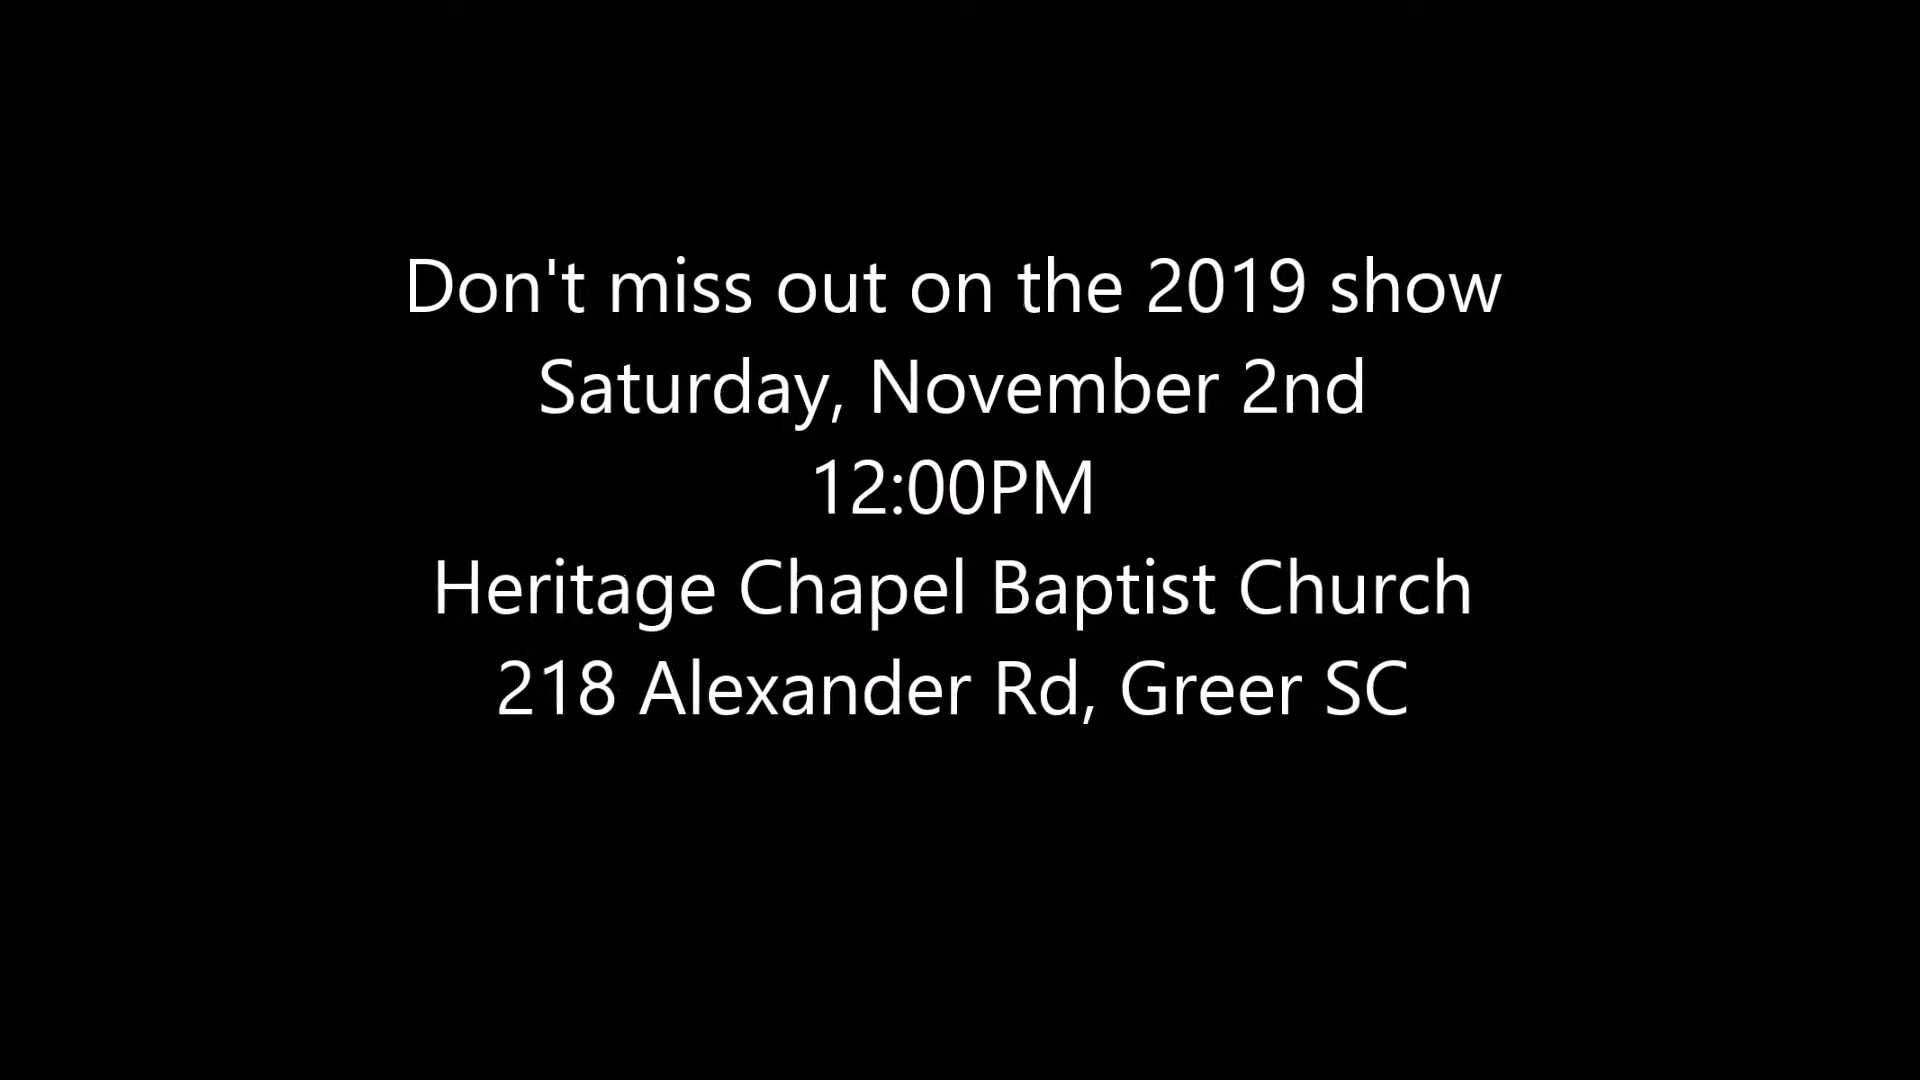 Don't miss out on the 2019 show
Saturday, November 2nd
12:00PM
Heritage Chapel Baptist Church
218 Alexander Rd, Greer SC